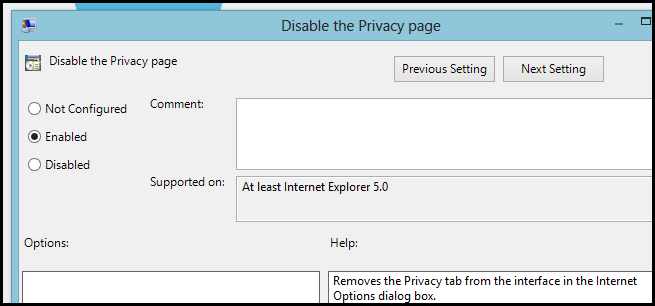 Disable the Privacy page
Disable the Privacy page
Previous Setting
Next Setting
Not Configured
Comment:
Enabled
Disabled
Supported on:
At least Internet Explorer 5.0
Options:
Help:
Removes the Privacy tab from the interface in the Internet
Options dialog box.